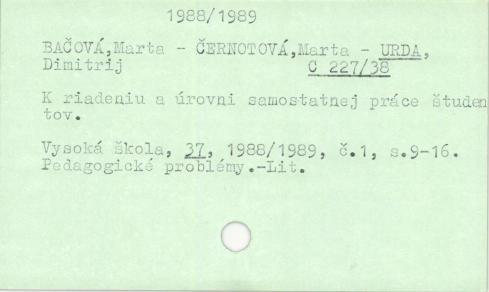 1988/1989
BAČOVÁ,Marta - ČERNOTOVÁ,Marta - URDA,
Dimitrij C 227/38
K riadeniu a úrovni samostatnej práce študen
tov.
Vysoká škola, 37, 1988/1989, č.1, s.9-16.
Pedagogické problémy.-Lit.